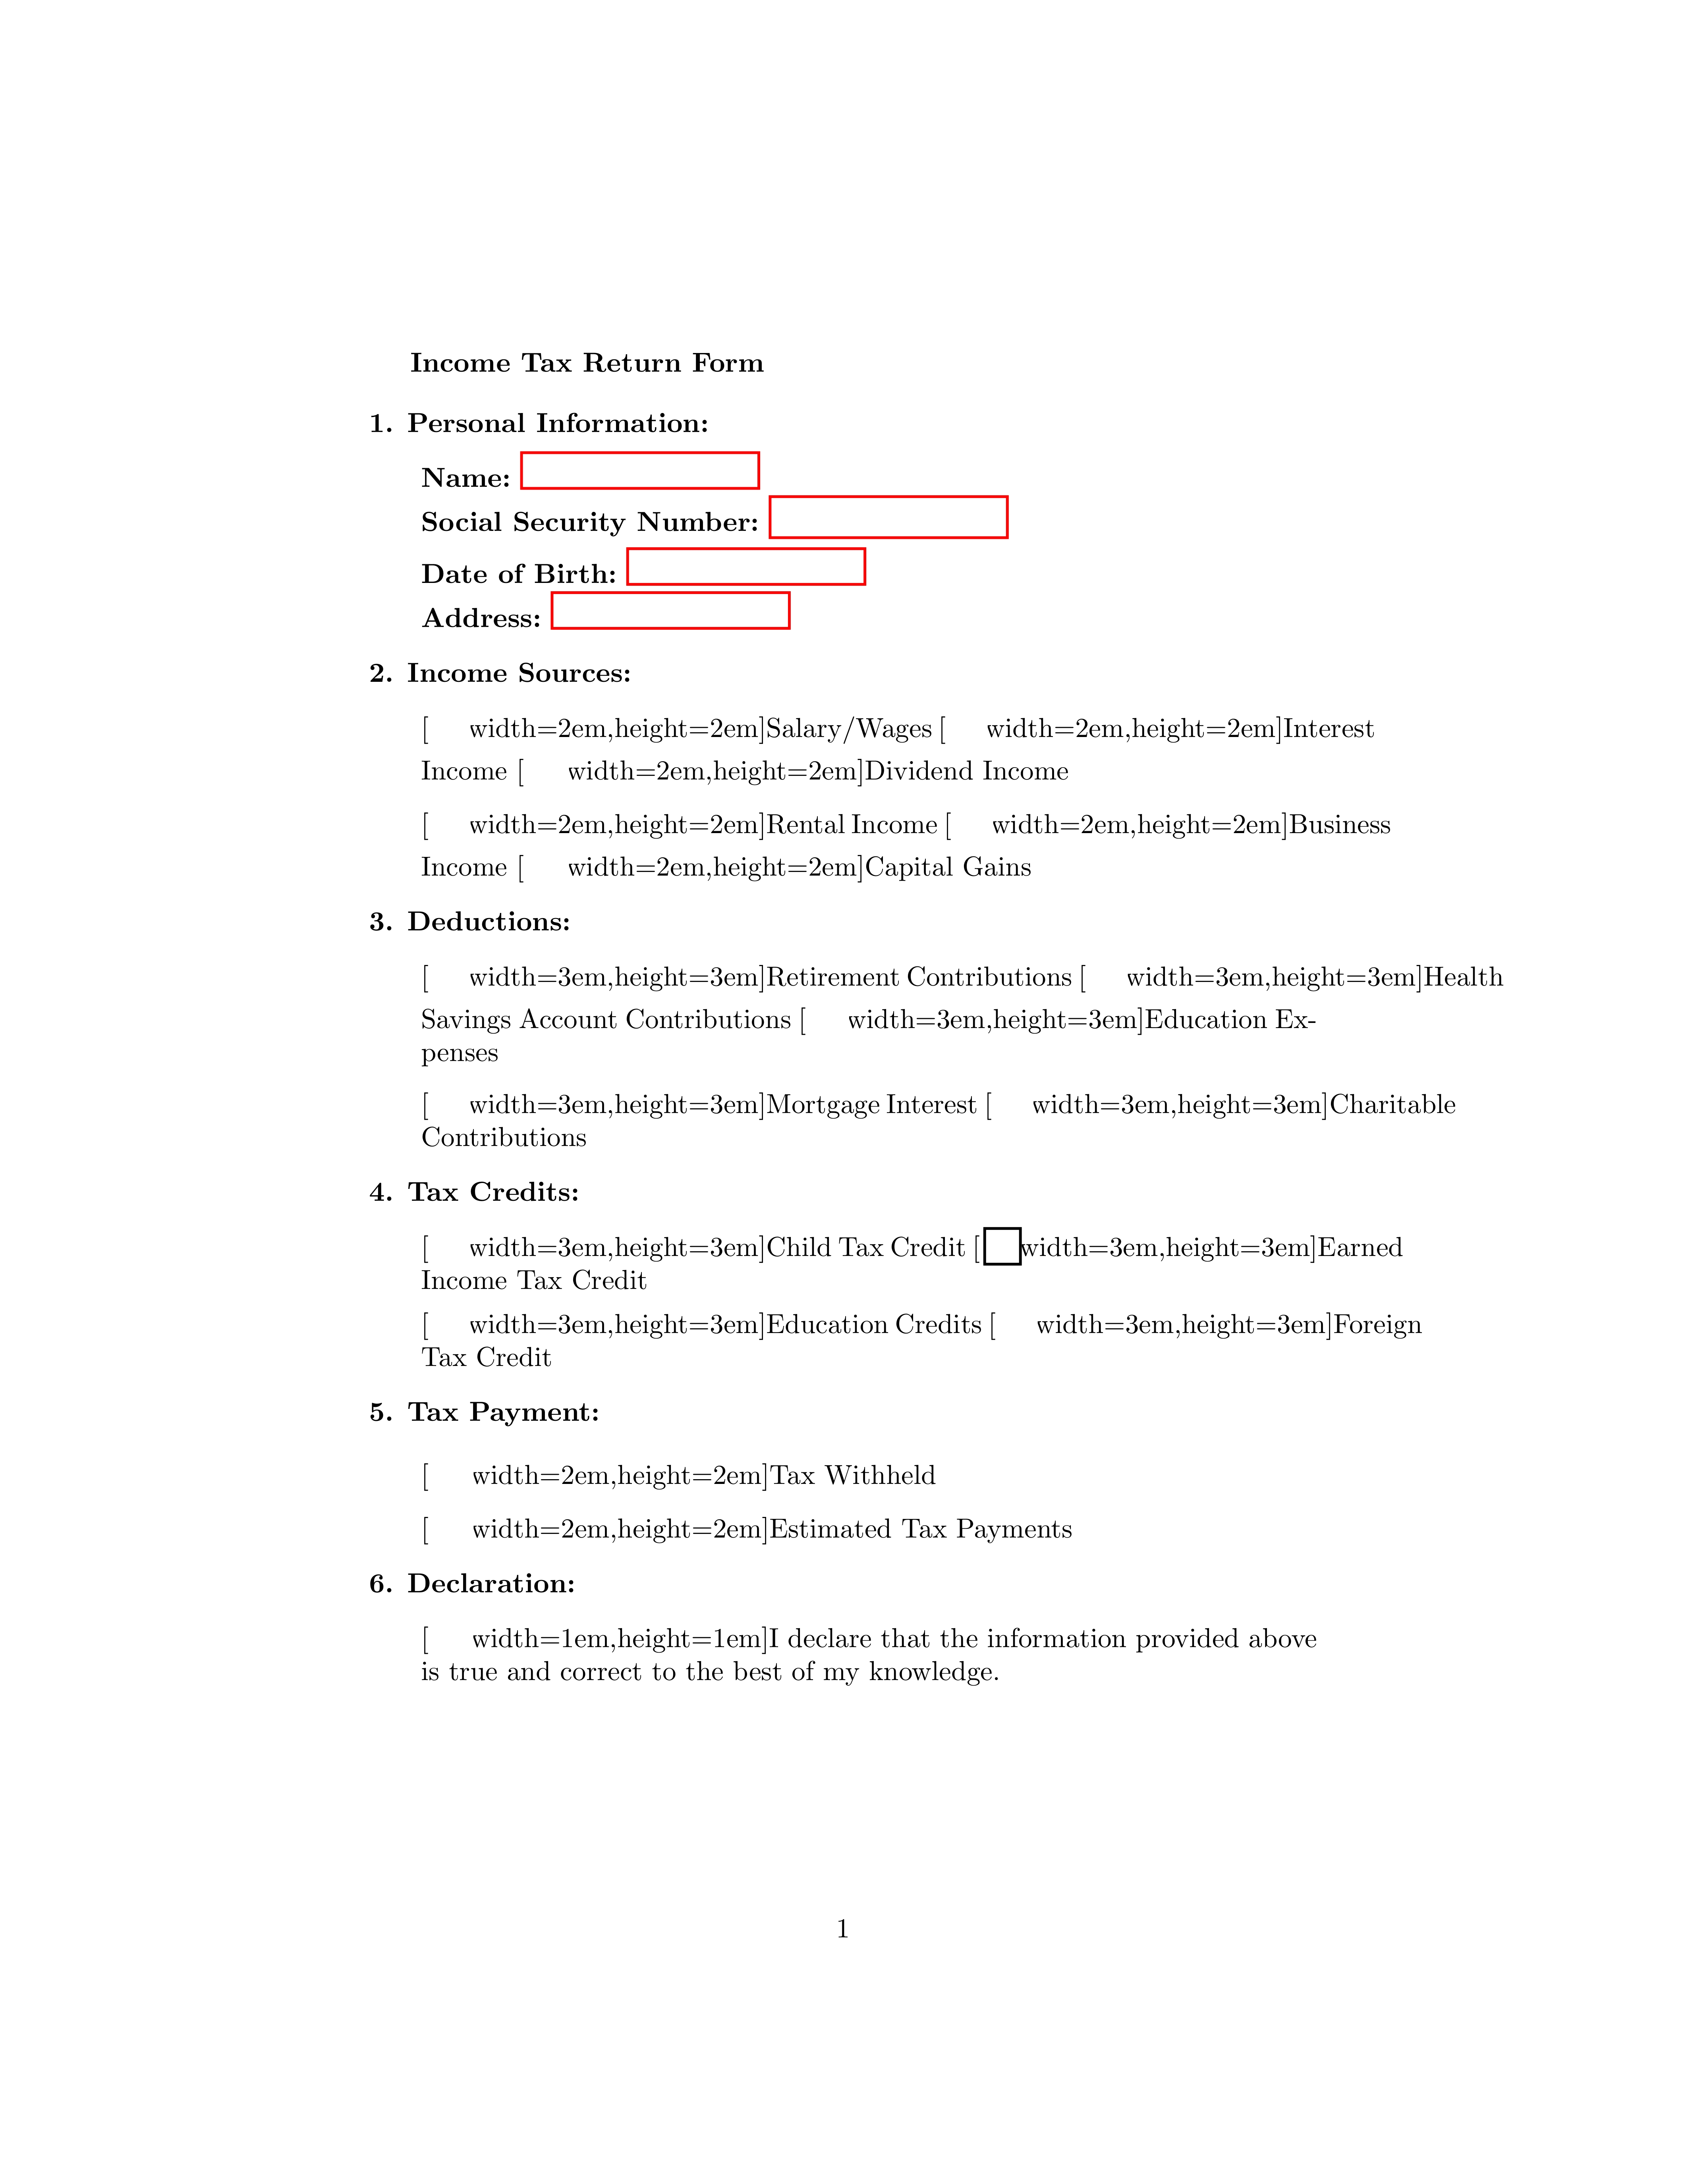 Income Tax Return Form
1. Personal Information:
Name:
Social Security Number:
Date of Birth:
Address:
2. Income Sources:
[ width=2em,height=2em]Salary/Wages [ width=2em,height=2em]Interest
Income [ width=2em,height=2em]Dividend Income
[ width=2em,height=2em]Rental Income [ width=2em,height=2em]Business
Income [ width=2em,height=2em]Capital Gains
3. Deductions:
[ width=3em,height=3em]Retirement Contributions [ width=3em,height=3em]Health
Savings Account Contributions [ width=3em,height=3em]Education Ex-
penses
[ width=3em,height=3em]Mortgage Interest [ width=3em,height=3em]Charitable
Contributions
4. Tax Credits:
[ width=3em,height=3em]Child Tax Credit [ width=3em,height=3em]Earned
Income Tax Credit
[ width=3em,height=3em]Education Credits [ width=3em,height=3em]Foreign
Tax Credit
5. Tax Payment:
[ width=2em,height=2em]Tax Withheld
[ width=2em,height=2em]Estimated Tax Payments
6. Declaration:
[ width=1em,height=1em]I declare that the information provided above
is true and correct to the best of my knowledge.
1